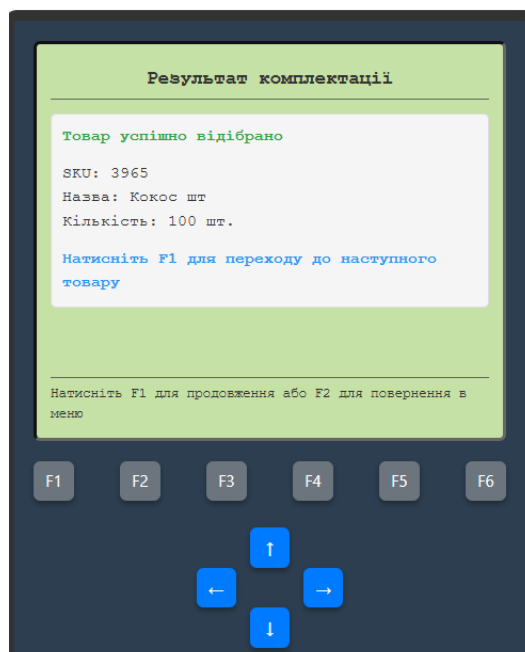 Результат комплектації
Товар успішно відібрано
SKU: 3965
Назва: Кокос шт
Кількість: 100 шт.
Натисніть F1 для переходу до наступного
товару
Натисніть F1 для продовження або F2 для повернення в
меню
F1 F2 F3 F4 F5 F6
↑
← →
↓